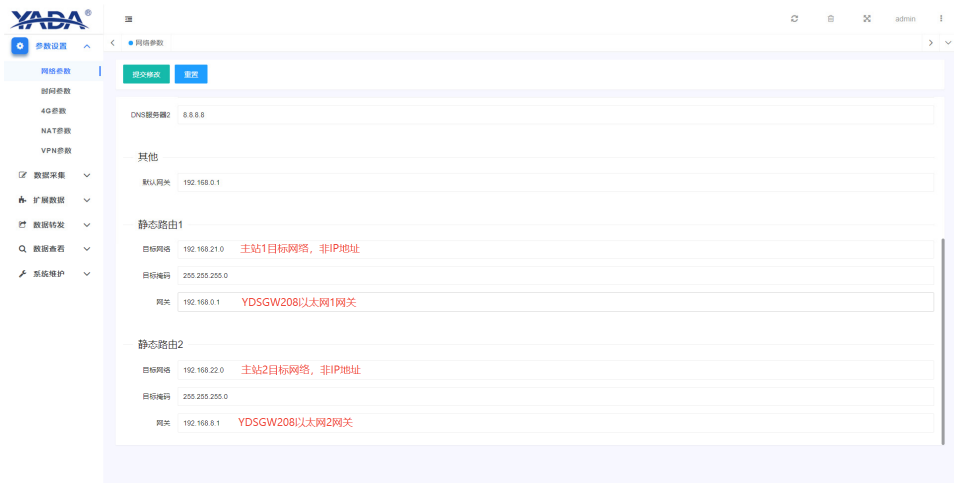 YADA®
admin
参数设置
网络参数
网络参数
时间参数
4G参数
NAT参数
VPN参数
数据采集
扩展数据
数据转发
数据查看
系统维护
提交修改 重置
DNS服务器2 8.8.8.8
其他
默认网关 192.168.0.1
静态路由1
目标网络 192.168.21.0 主站1目标网络，非IP地址
目标掩码 255.255.255.0
网关 192.168.0.1 YDSGW208以太网1网关
静态路由2
目标网络 192.168.22.0 主站2目标网络，非IP地址
目标掩码 255.255.255.0
网关 192.168.8.1 YDSGW208以太网2网关